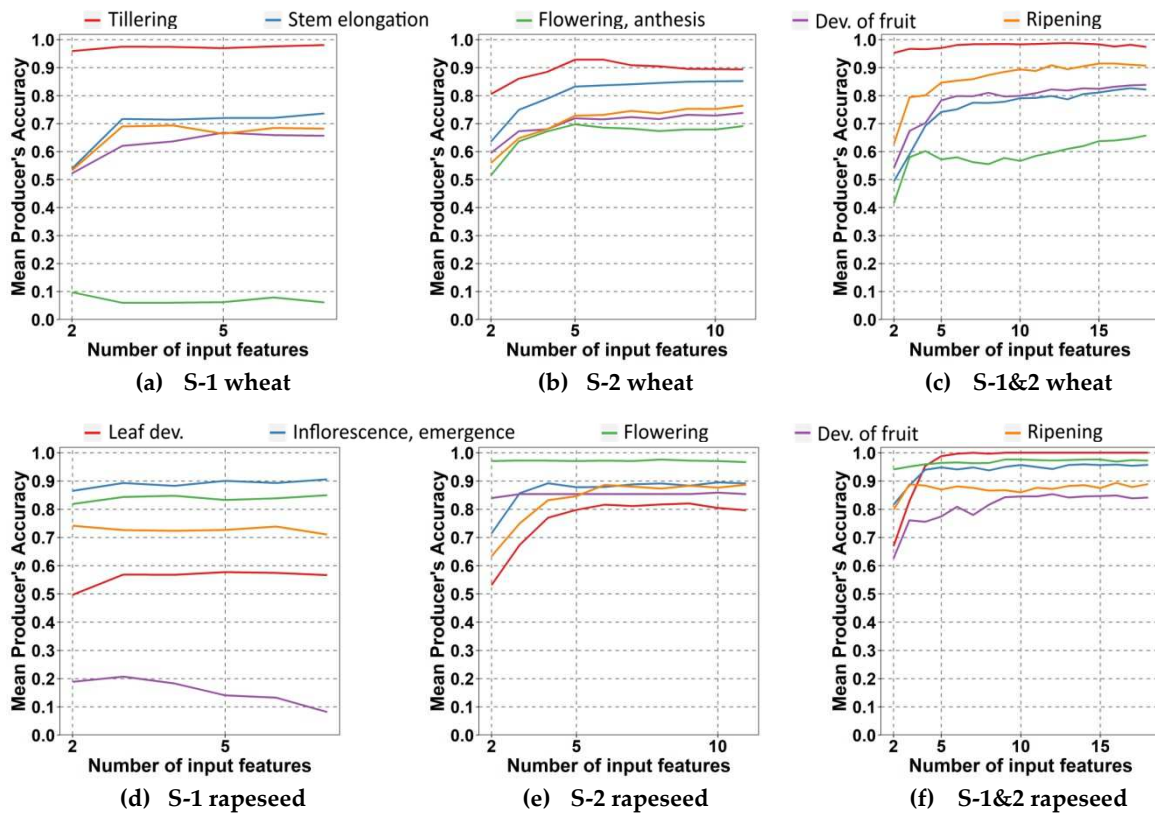 Tillering Stem elongation Flowering, anthesis Dev. of fruit Ripening
Mean Producer's Accuracy
1.0
0.9
0.8
0.7
0.6
0.5
0.4
0.3
0.2
0.1
0.0
2 5
Number of input features
(a) S-1 wheat
Mean Producer's Accuracy
1.0
0.9
0.8
0.7
0.6
0.5
0.4
0.3
0.2
0.1
0.0
2 5 10
Number of input features
(b) S-2 wheat
Mean Producer's Accuracy
1.0
0.9
0.8
0.7
0.6
0.5
0.4
0.3
0.2
0.1
0.0
2 5 10 15
Number of input features
(c) S-1&2 wheat
Leaf dev. Inflorescence, emergence Flowering Dev. of fruit Ripening
Mean Producer's Accuracy
1.0
0.9
0.8
0.7
0.6
0.5
0.4
0.3
0.2
0.1
0.0
2 5
Number of input features
(d) S-1 rapeseed
Mean Producer's Accuracy
1.0
0.9
0.8
0.7
0.6
0.5
0.4
0.3
0.2
0.1
0.0
2 5 10
Number of input features
(e) S-2 rapeseed
Mean Producer's Accuracy
1.0
0.9
0.8
0.7
0.6
0.5
0.4
0.3
0.2
0.1
0.0
2 5 10 15
Number of input features
(f) S-1&2 rapeseed